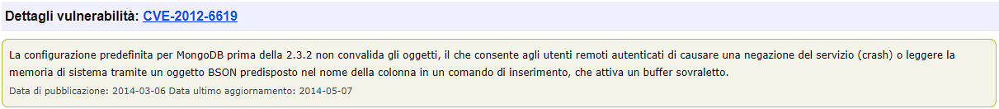 Dettagli vulnerabilità: CVE-2012-6619
La configurazione predefinita per MongoDB prima della 2.3.2 non convalida gli oggetti, il che consente agli utenti remoti autenticati di causare una negazione del servizio (crash) o leggere la
memoria di sistema tramite un oggetto BSON predisposto nel nome della colonna in un comando di inserimento, che attiva un buffer sovraletto.
Data di pubblicazione: 2014-03-06 Data ultimo aggiornamento: 2014-05-07